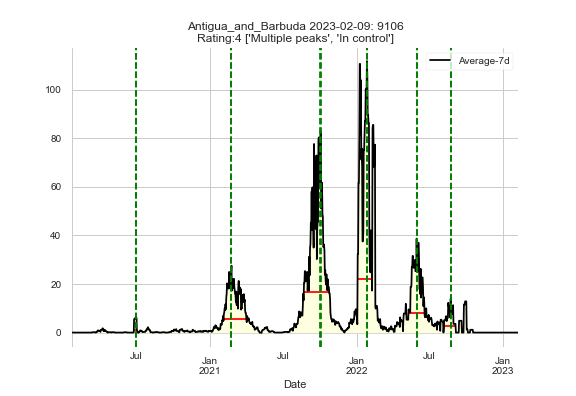 Antigua_and_Barbuda 2023-02-09: 9106
Rating:4 ['Multiple peaks', 'In control']
Average-7d
100
80
60
40
20
0
Jul
Jan
2021
Jul
Jan
2022
Jul
Jan
2023
Date